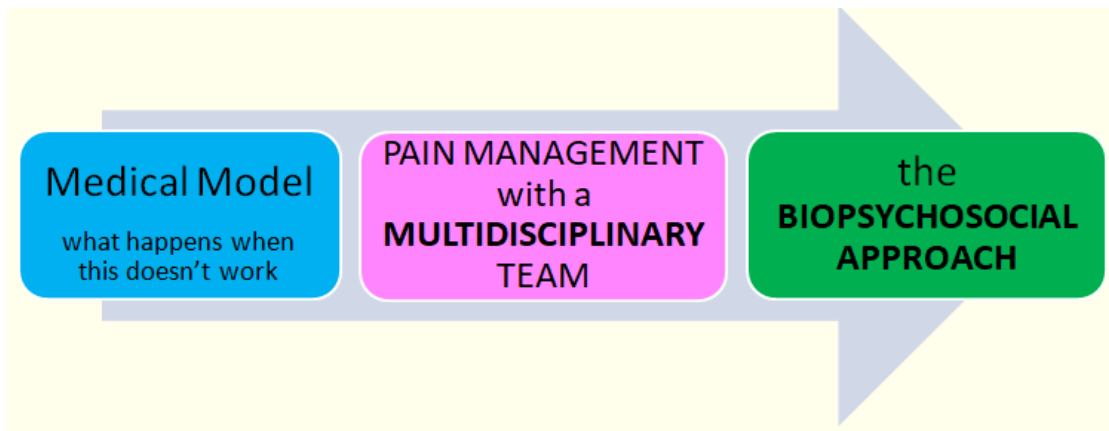 Medical Model
what happens when
this doesn’t work
PAIN MANAGEMENT
with a
MULTIDISCIPLINARY
TEAM
the
BIOPSYCHOSOCIAL
APPROACH